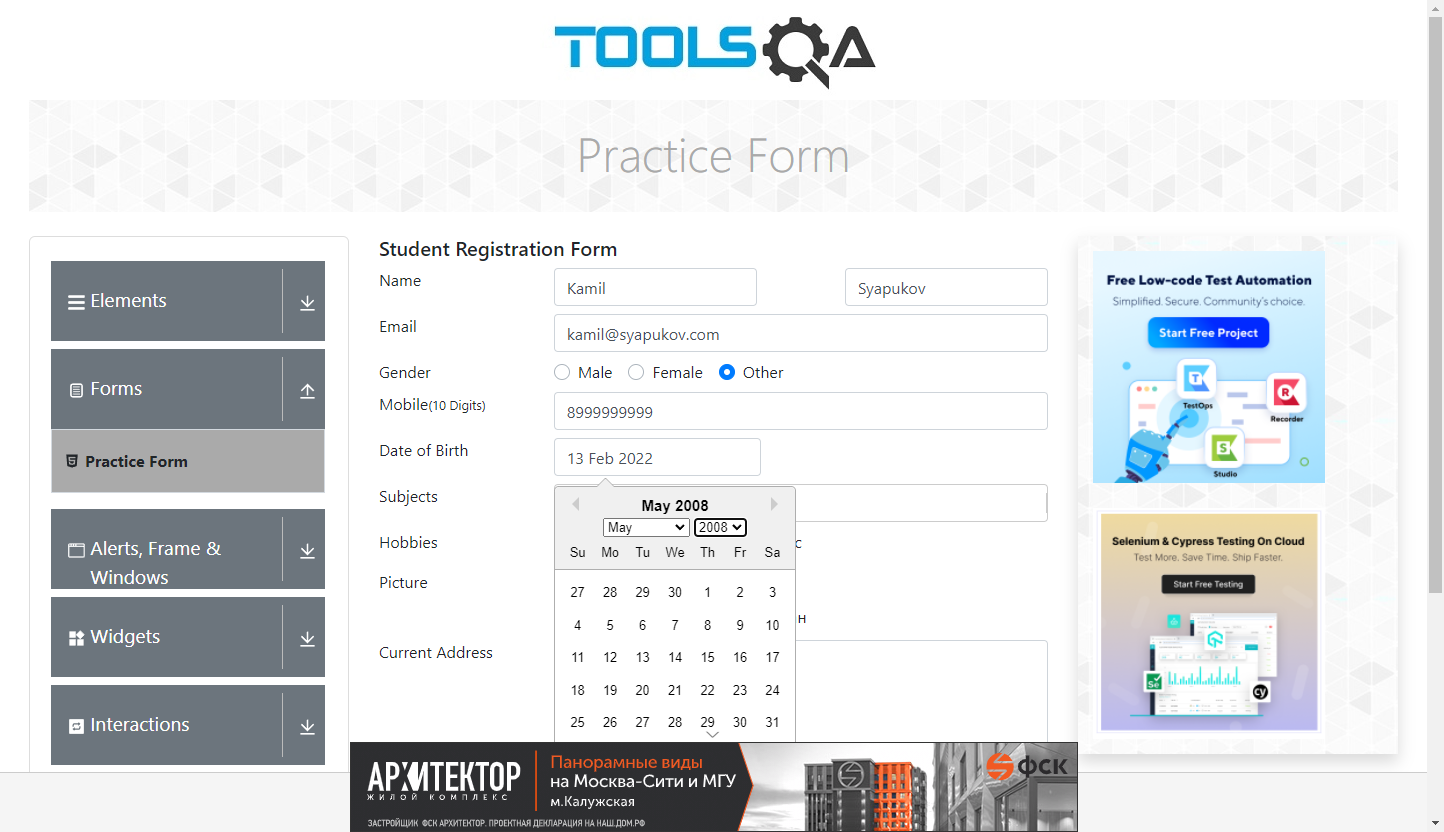 TOOLSQA
Practice Form
Elements
Forms
Practice Form
Alerts, Frame &
Windows
Widgets
Interactions
Student Registration Form
Name
Kamil
Syapukov
Email
kamil@syapukov.com
Gender
Male
Female
Other
Mobile(10 Digits)
8999999999
Date of Birth
13 Feb 2022
Subjects
Hobbies
c
Picture
н
Current Address
May 2008
May
2008
Su Mo Tu We Th Fr Sa
27 28 29 30 1 2 3
4 5 6 7 8 9 10
11 12 13 14 15 16 17
18 19 20 21 22 23 24
25 26 27 28 29 30 31
Free Low-code Test Automation
Simplified. Secure. Community's choice.
Start Free Project
TestOps
Recorder
Studio
Selenium & Cypress Testing On Cloud
Test More. Save Time. Ship Faster.
Start Free Testing
Se
cy
АРХИТЕКТОР
ЖИЛОЙ КОМПЛЕКС
Панорамные виды
на Москва-Сити и МГУ
м.Калужская
ФСК
ЗАСТРОЙЩИК ФСК АРХИТЕКТОР. ПРОЕКТНАЯ ДЕКЛАРАЦИЯ НА НАШ.ДОМ.РФ